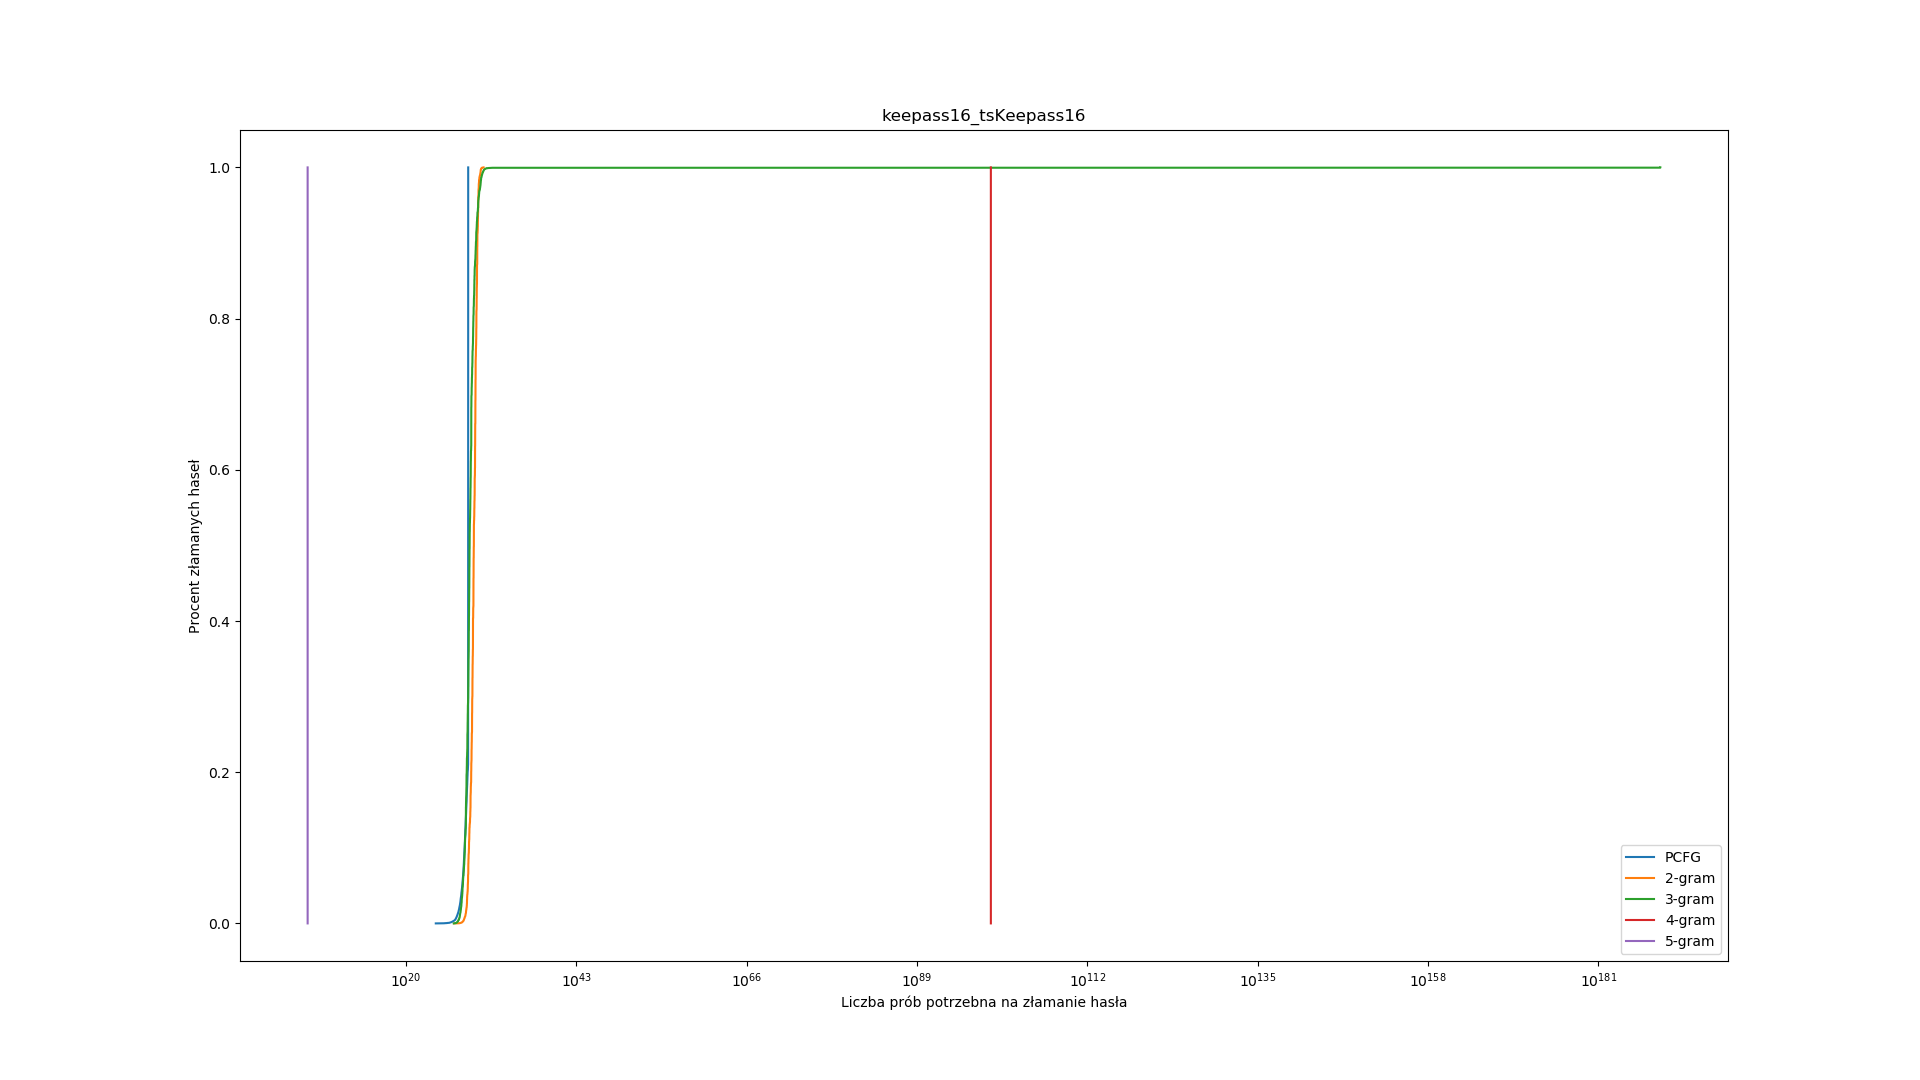 keepass16_tsKeepass16
1.0
0.8
0.6
0.4
0.2
0.0
Procent złamanych haseł
10^20 10^43 10^66 10^89 10^112 10^135 10^158 10^181
Liczba prób potrzebna na złamanie hasła
PCFG
2-gram
3-gram
4-gram
5-gram